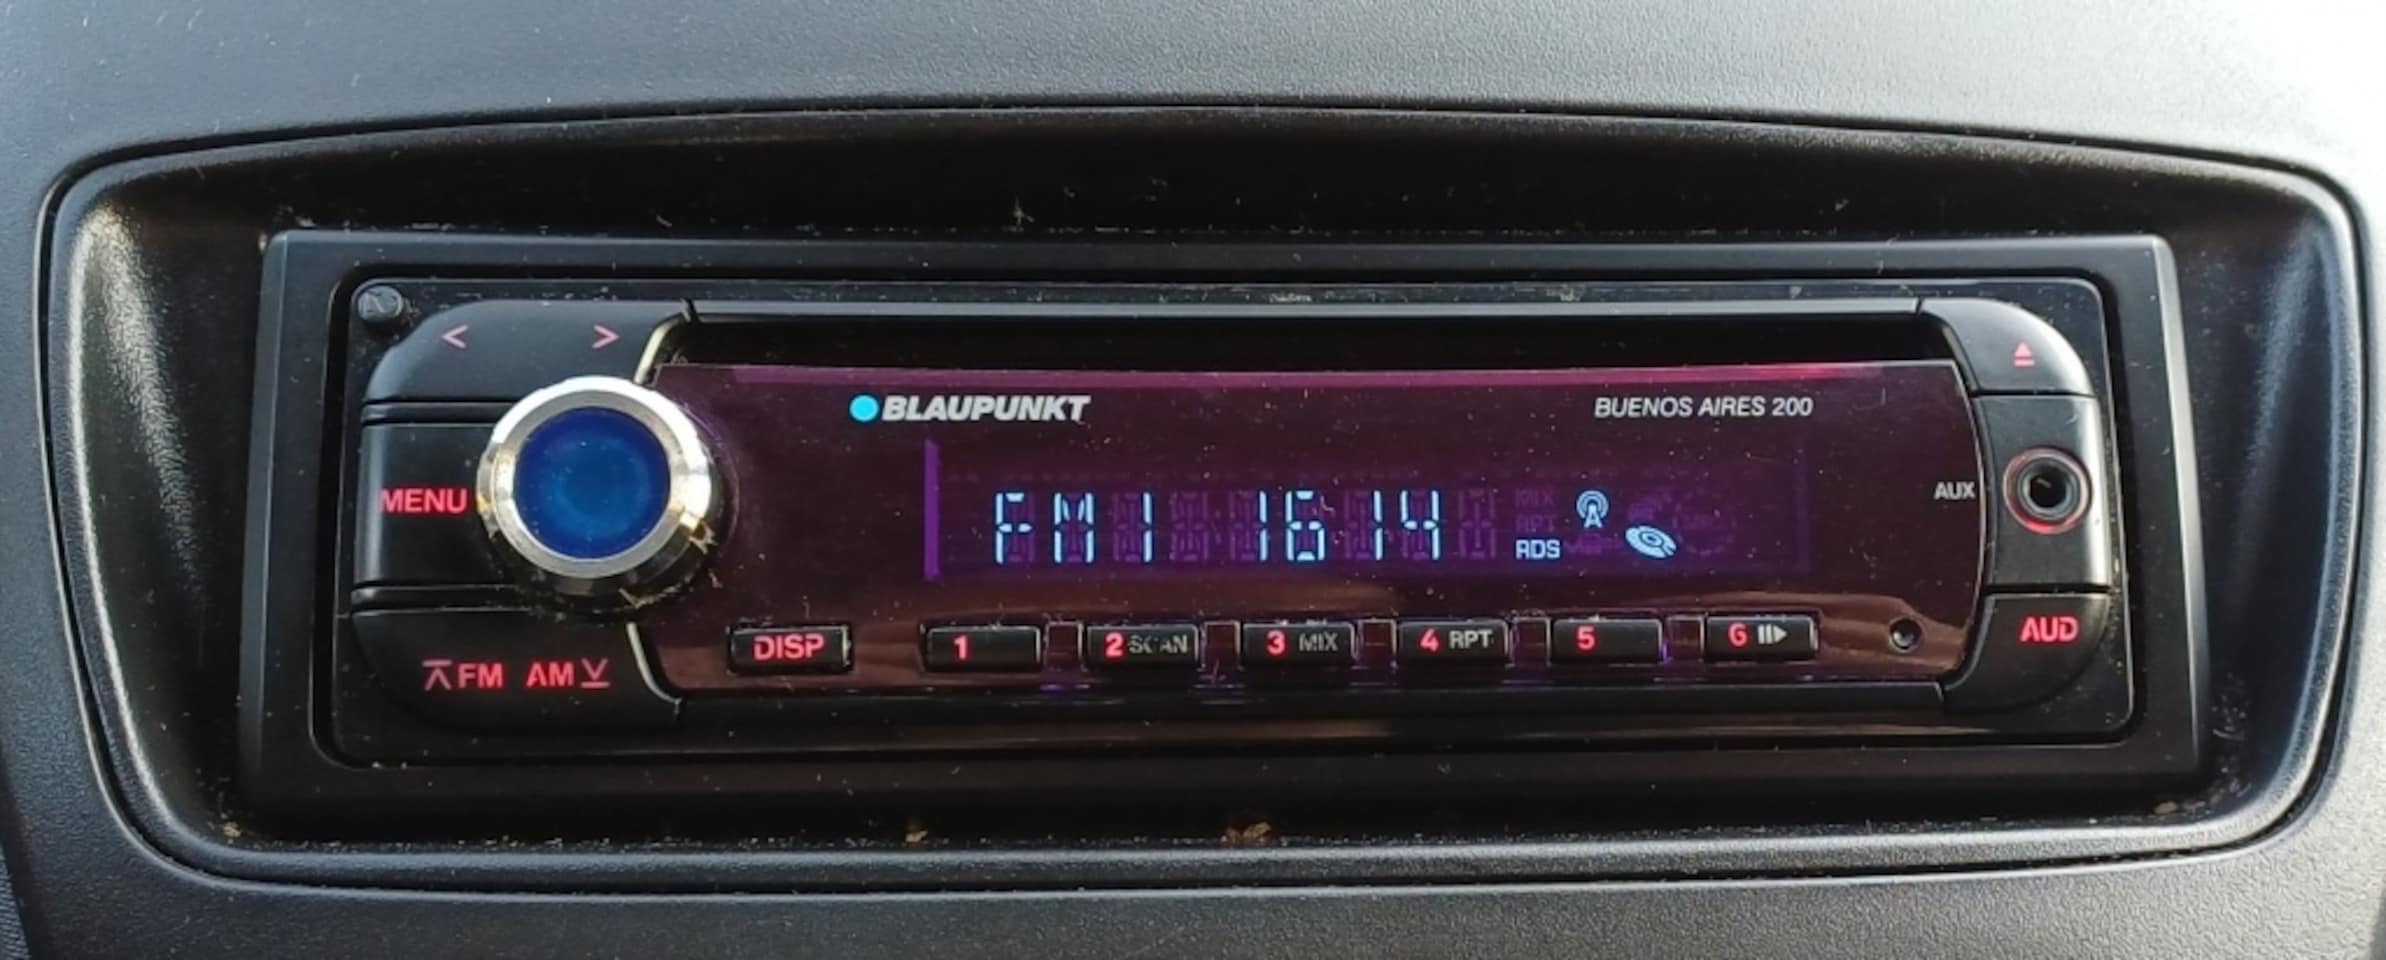 < >
BLAUPUNKT BUENOS AIRES 200
MENU FM1 16 14 RDS AUX
DISP 1 2 SCAN 3 MIX 4 RPT 5 6 AUD
FM AM